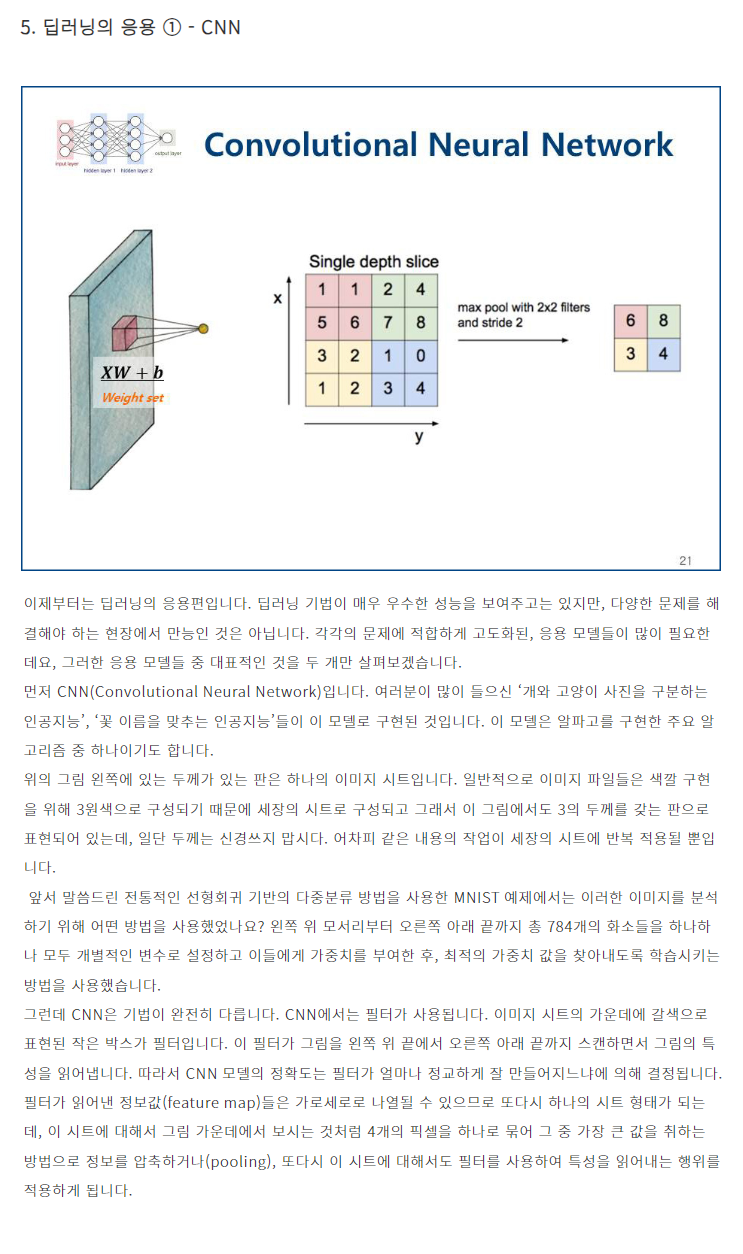 5. 딥러닝의 응용 ① - CNN
input layer
hidden layer 1 hidden layer 2
output layer
Convolutional Neural Network
XW + b
Weight set
Single depth slice
x
1 1 2 4
5 6 7 8
3 2 1 0
1 2 3 4
y
max pool with 2x2 filters
and stride 2
6 8
3 4
21
이제부터는 딥러닝의 응용편입니다. 딥러닝 기법이 매우 우수한 성능을 보여주고는 있지만, 다양한 문제를 해
결해야 하는 현장에서 만능인 것은 아닙니다. 각각의 문제에 적합하게 고도화된, 응용 모델들이 많이 필요한
데요, 그러한 응용 모델들 중 대표적인 것을 두 개만 살펴보겠습니다.
먼저 CNN(Convolutional Neural Network)입니다. 여러분이 많이 들으신 ‘개와 고양이 사진을 구분하는
인공지능’, ‘꽃 이름을 맞추는 인공지능’들이 이 모델로 구현된 것입니다. 이 모델은 알파고를 구현한 주요 알
고리즘 중 하나이기도 합니다.
위의 그림 왼쪽에 있는 두께가 있는 판은 하나의 이미지 시트입니다. 일반적으로 이미지 파일들은 색깔 구현
을 위해 3원색으로 구성되기 때문에 세장의 시트로 구성되고 그래서 이 그림에서도 3의 두께를 갖는 판으로
표현되어 있는데, 일단 두께는 신경쓰지 맙시다. 어차피 같은 내용의 작업이 세장의 시트에 반복 적용될 뿐입
니다.
앞서 말씀드린 전통적인 선형회귀 기반의 다중분류 방법을 사용한 MNIST 예제에서는 이러한 이미지를 분석
하기 위해 어떤 방법을 사용했었나요? 왼쪽 위 모서리부터 오른쪽 아래 끝까지 총 784개의 화소들을 하나하
나 모두 개별적인 변수로 설정하고 이들에게 가중치를 부여한 후, 최적의 가중치 값을 찾아내도록 학습시키는
방법을 사용했습니다.
그런데 CNN은 기법이 완전히 다릅니다. CNN에서는 필터가 사용됩니다. 이미지 시트의 가운데에 갈색으로
표현된 작은 박스가 필터입니다. 이 필터가 그림을 왼쪽 위 끝에서 오른쪽 아래 끝까지 스캔하면서 그림의 특
성을 읽어냅니다. 따라서 CNN 모델의 정확도는 필터가 얼마나 정교하게 잘 만들어지느냐에 의해 결정됩니다.
필터가 읽어낸 정보값(feature map)들은 가로세로로 나열될 수 있으므로 또다시 하나의 시트 형태가 되는
데, 이 시트에 대해서 그림 가운데에서 보시는 것처럼 4개의 픽셀을 하나로 묶어 그 중 가장 큰 값을 취하는
방법으로 정보를 압축하거나(pooling), 또다시 이 시트에 대해서도 필터를 사용하여 특성을 읽어내는 행위를
적용하게 됩니다.